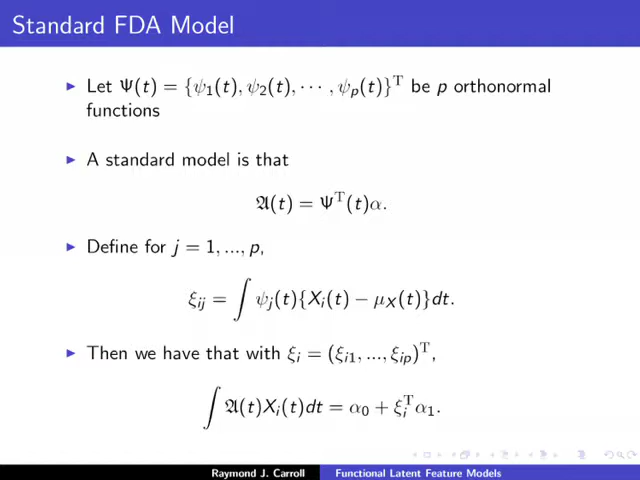 Standard FDA Model
Let Ψ(t) = {ψ₁(t), ψ₂(t), ⋯ , ψₚ(t)}ᵀ be p orthonormal
functions
A standard model is that
𝔄(t) = Ψᵀ(t)α.
Define for j = 1, ..., p,
ξᵢⱼ = ∫ ψⱼ(t){Xᵢ(t) − μ_X(t)}dt.
Then we have that with ξᵢ = (ξᵢ₁, ..., ξᵢₚ)ᵀ,
∫ 𝔄(t)Xᵢ(t)dt = α₀ + ξᵢᵀα₁.
Raymond J. Carroll Functional Latent Feature Models